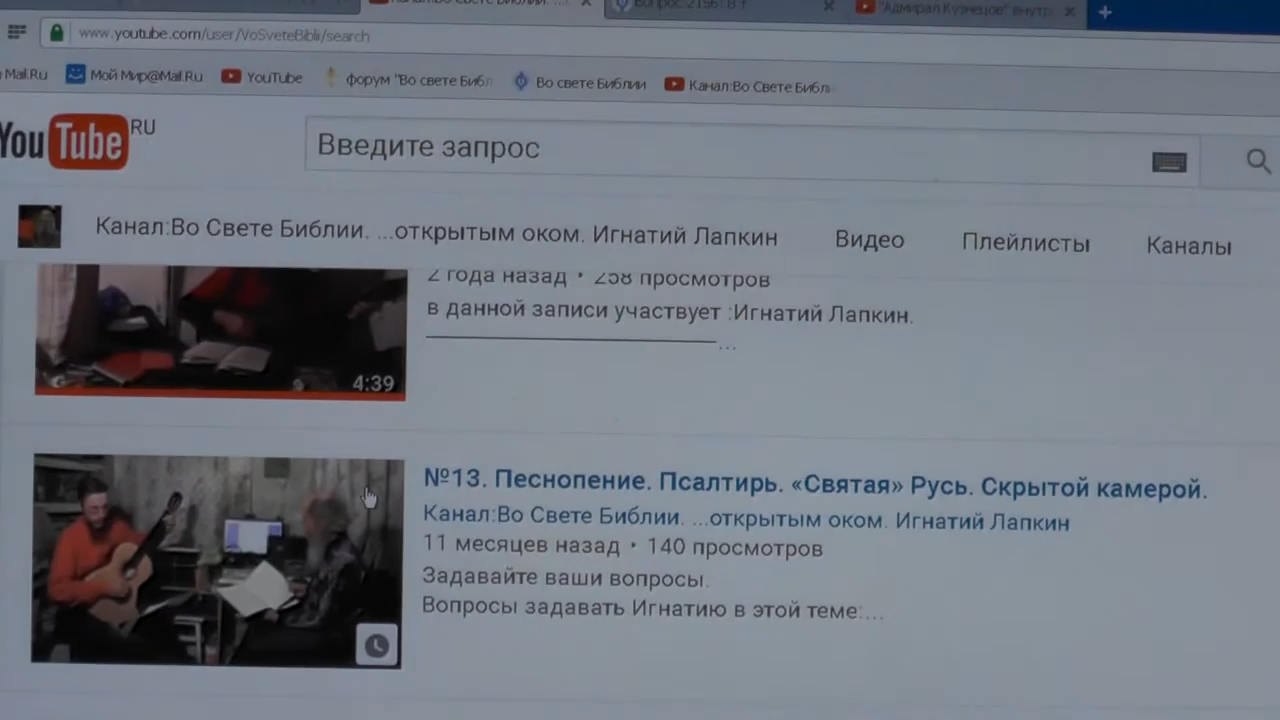 "Адмирал Кузнецов" внутр
www.youtube.com/user/VoSveteBiblii/search
Mail.Ru
Мой Мир@Mail.Ru
YouTube
форум "Во свете Библ
Во свете Библии
Канал:Во Свете Библ
YouTube RU
Введите запрос
Канал:Во Свете Библии. ...открытым оком. Игнатий Лапкин
Видео
Плейлисты
Каналы
2 года назад • 258 просмотров
в данной записи участвует :Игнатий Лапкин.
...
4:39
№13. Песнопение. Псалтирь. «Святая» Русь. Скрытой камерой.
Канал:Во Свете Библии. ...открытым оком. Игнатий Лапкин
11 месяцев назад • 140 просмотров
Задавайте ваши вопросы.
Вопросы задавать Игнатию в этой теме:...